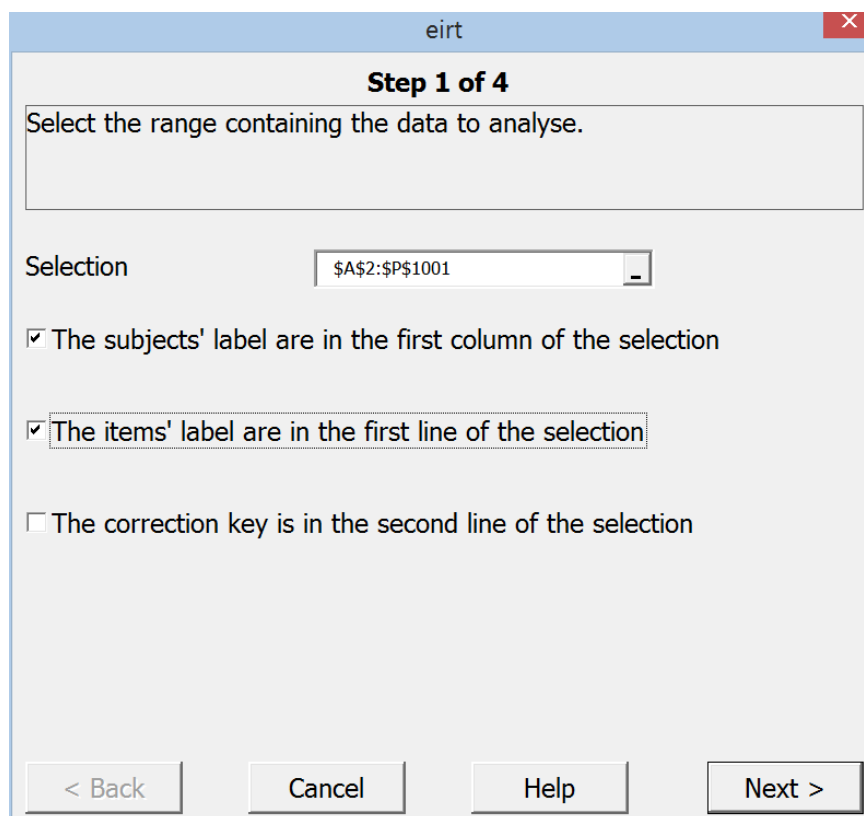 eirt
Step 1 of 4
Select the range containing the data to analyse.
Selection $A$2:$P$1001 _
The subjects' label are in the first column of the selection
The items' label are in the first line of the selection
The correction key is in the second line of the selection
< Back Cancel Help Next >